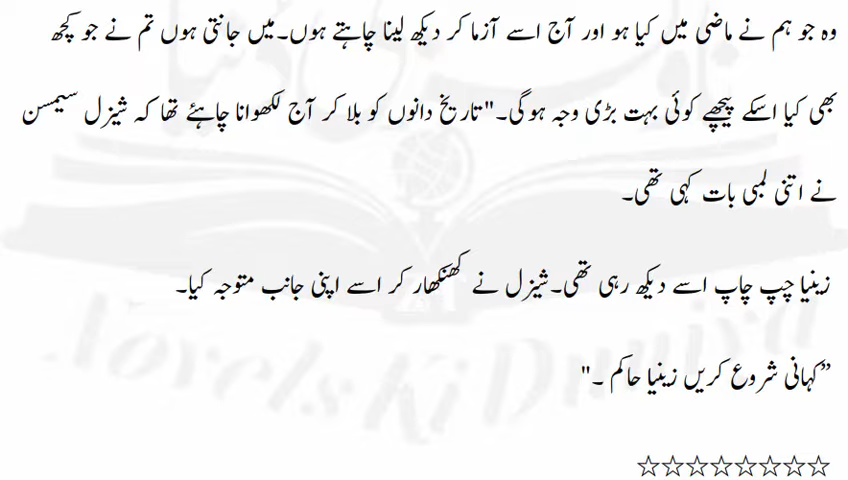 وہ جو ہم نے ماضی میں کیا ہو اور آج اسے آزما کر دیکھ لینا چاہتے ہوں۔میں جانتی ہوں تم نے جو کچھ
بھی کیا اسکے پیچھے کوئی بہت بڑی وجہ ہوگی۔"تاریخ دانوں کو بلا کر آج لکھوانا چاہئے تھا کہ شیزل سیمسن
نے اتنی لمبی بات کہی تھی۔
زینیا چپ چاپ اسے دیکھ رہی تھی۔شیزل نے کھنکھار کر اسے اپنی جانب متوجہ کیا۔
”کہانی شروع کریں زینیا حاکم ۔"
☆☆☆☆☆☆☆☆
Novels Ki Duniya